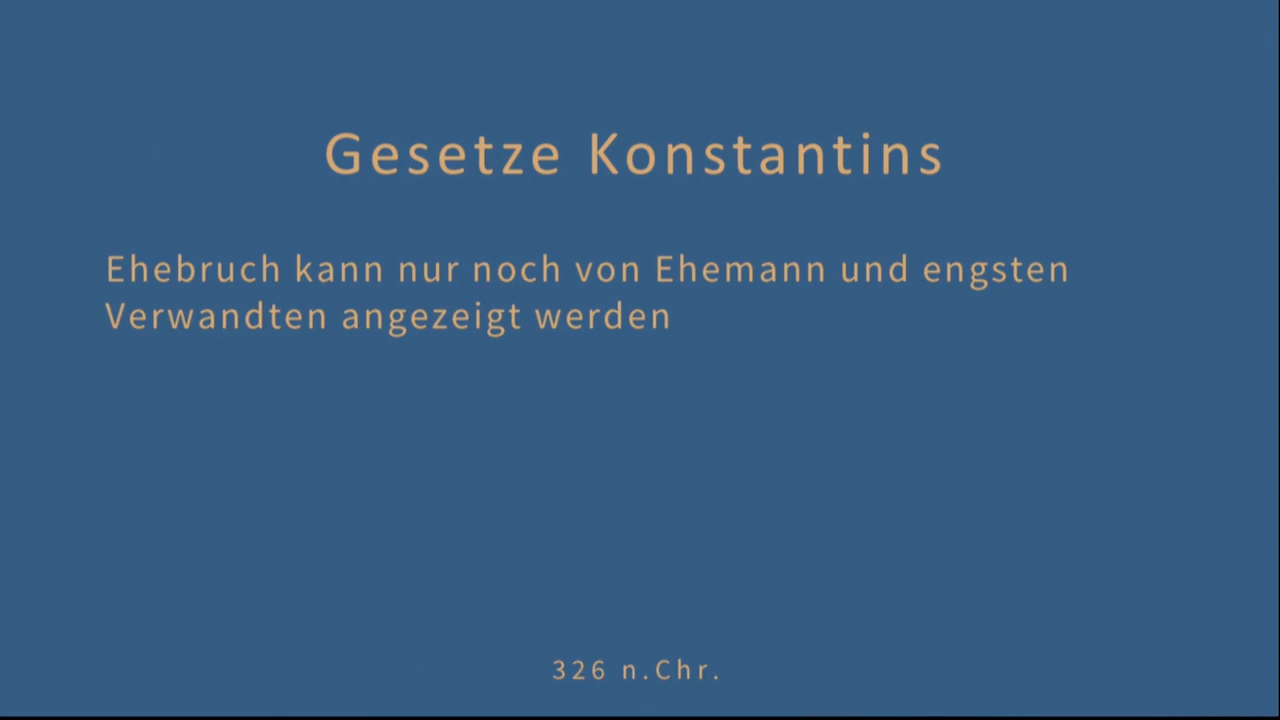 Gesetze Konstantins
Ehebruch kann nur noch von Ehemann und engsten
Verwandten angezeigt werden
326 n.Chr.